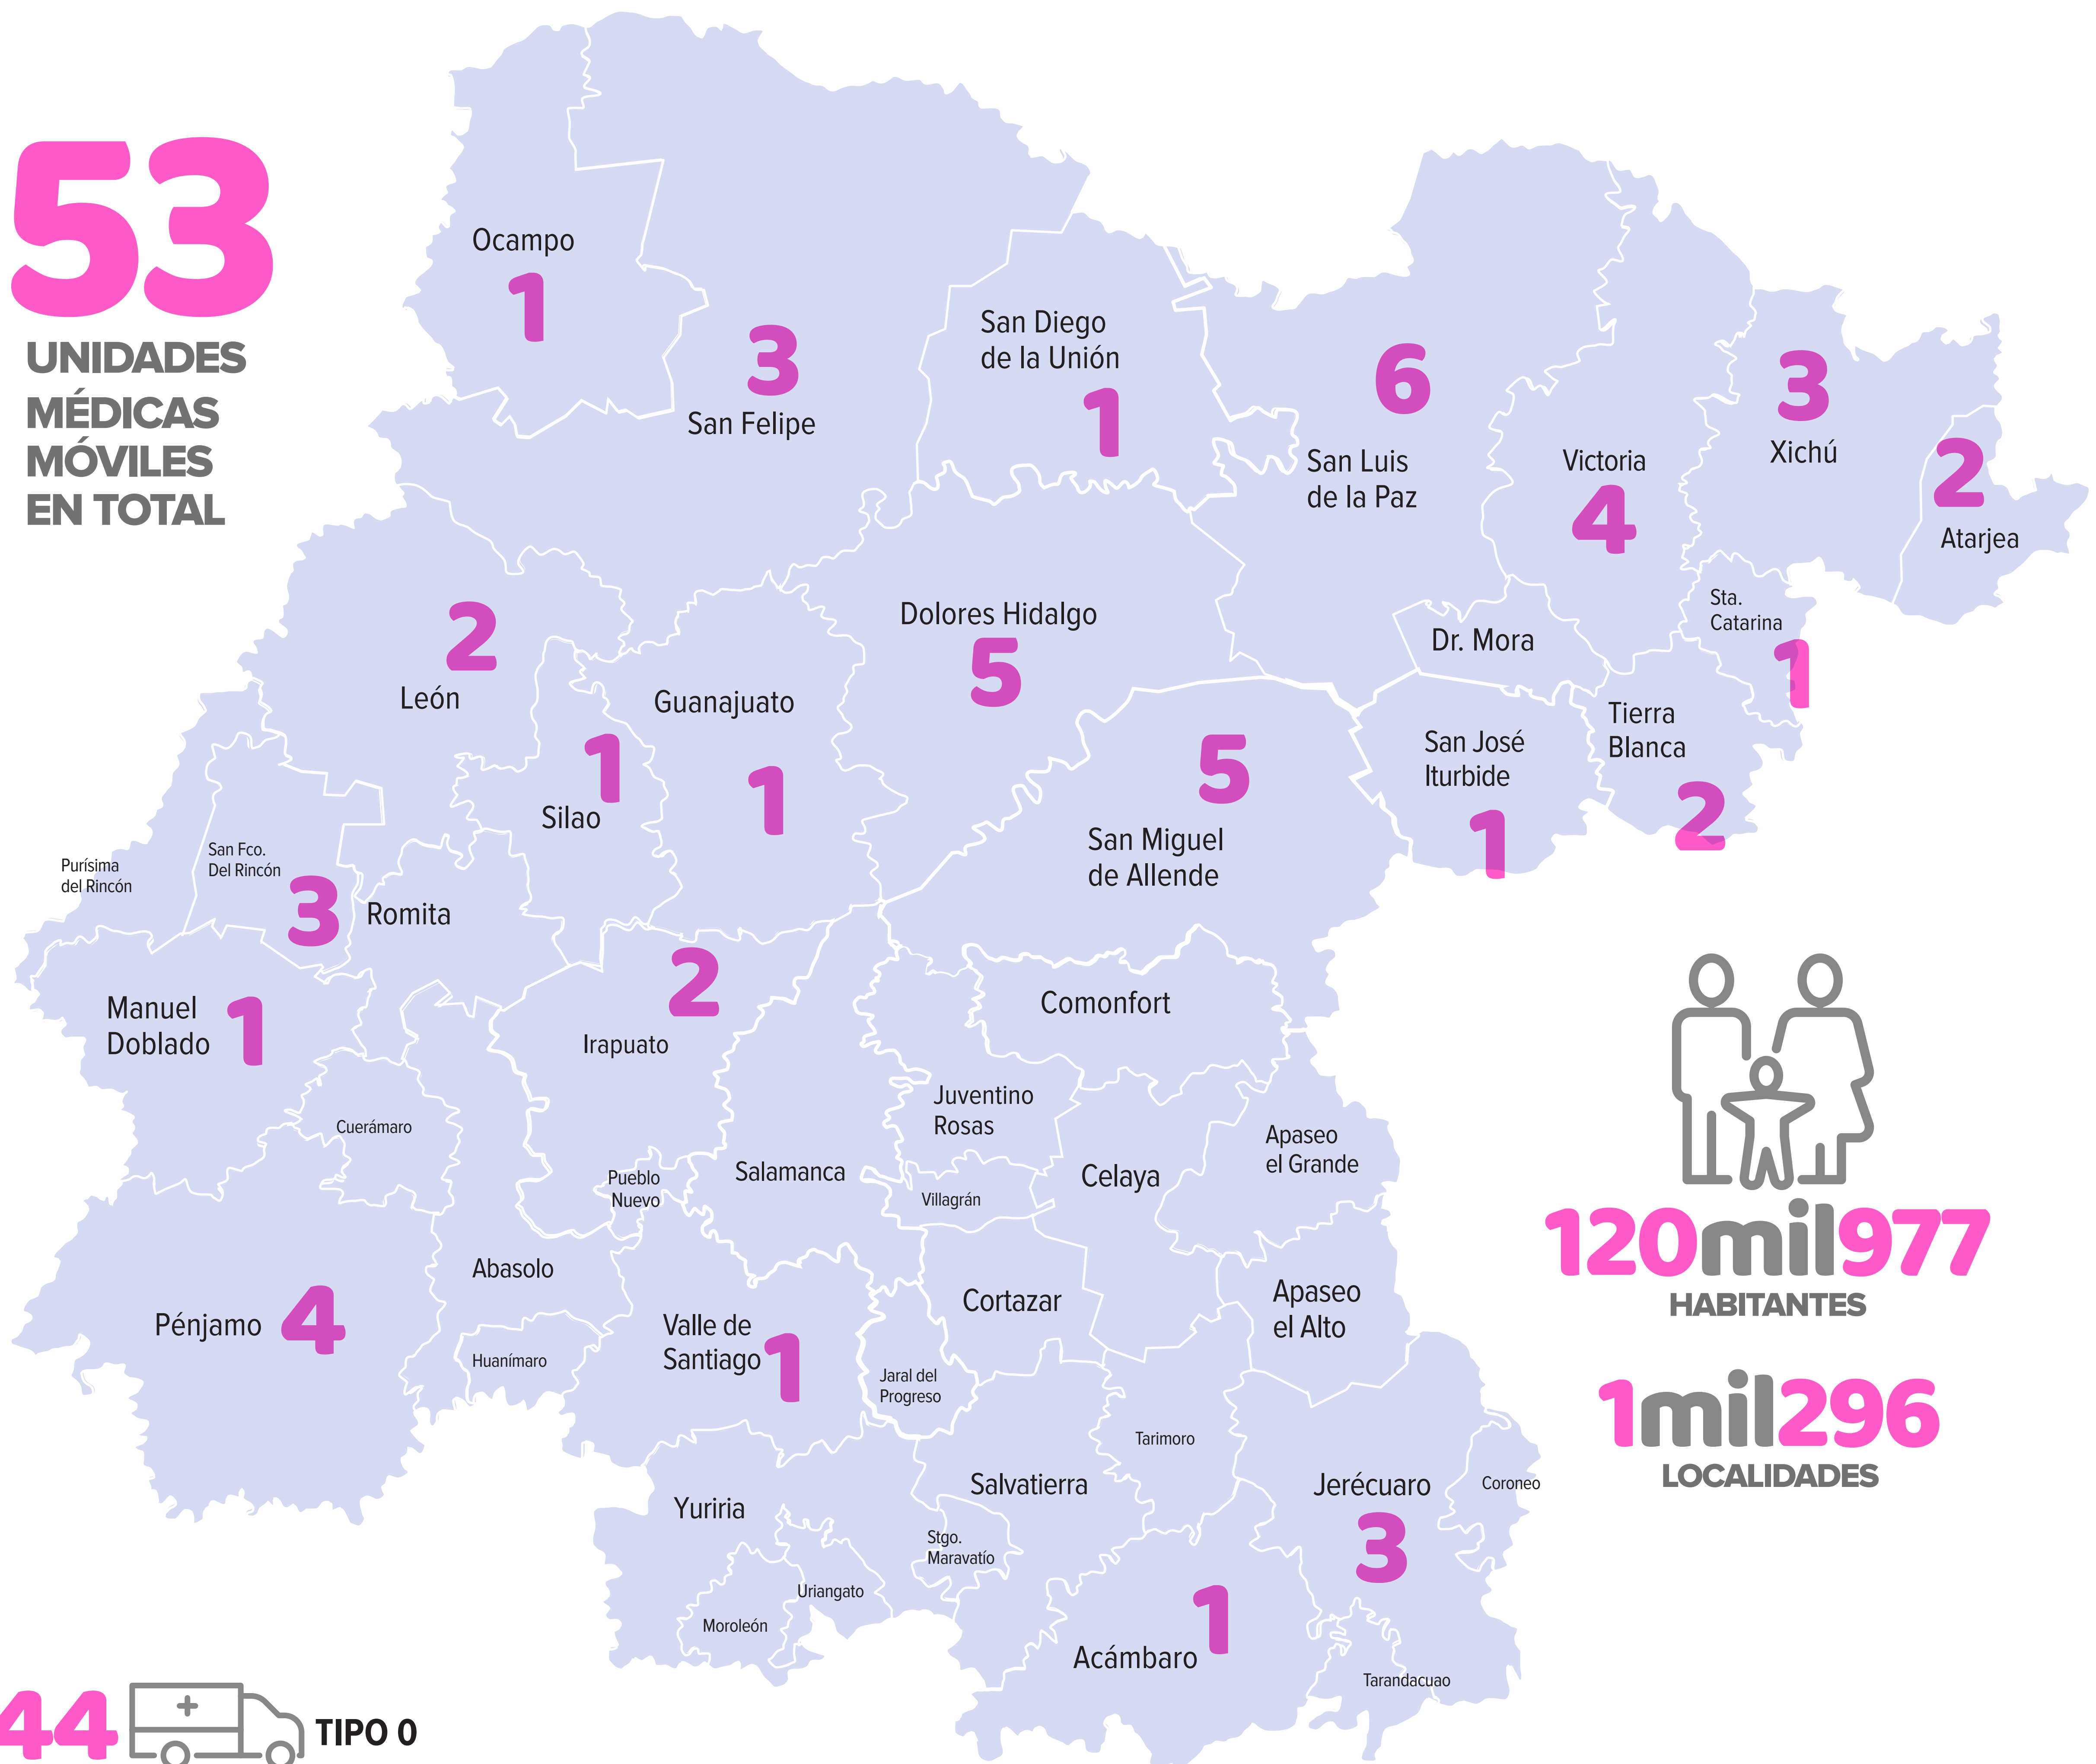 53
UNIDADES
MÉDICAS
MÓVILES
EN TOTAL
Ocampo
1
3
San Felipe
San Diego
de la Unión
1
6
San Luis
de la Paz
Victoria
4
3
Xichú
2
Atarjea
Sta.
Catarina
1
2
León
Dolores Hidalgo
5
Dr. Mora
Guanajuato
1
1
Silao
Tierra
Blanca
2
San José
Iturbide
1
5
San Miguel
de Allende
Purísima
del Rincón
San Fco.
Del Rincón
3
Romita
Manuel
Doblado
1
2
Irapuato
Comonfort
Juventino
Rosas
Cuerámaro
Apaseo
el Grande
Celaya
Salamanca
Pueblo
Nuevo
Villagrán
Abasolo
Pénjamo
4
Huanímaro
Valle de
Santiago
1
Cortazar
Apaseo
el Alto
Jaral del
Progreso
Tarimoro
Salvatierra
Jerécuaro
3
Coroneo
Yuriria
Stgo.
Maravatío
Uriangato
Moroleón
1
Acámbaro
Tarandacuao
120mil977
HABITANTES
1mil296
LOCALIDADES
44
TIPO 0